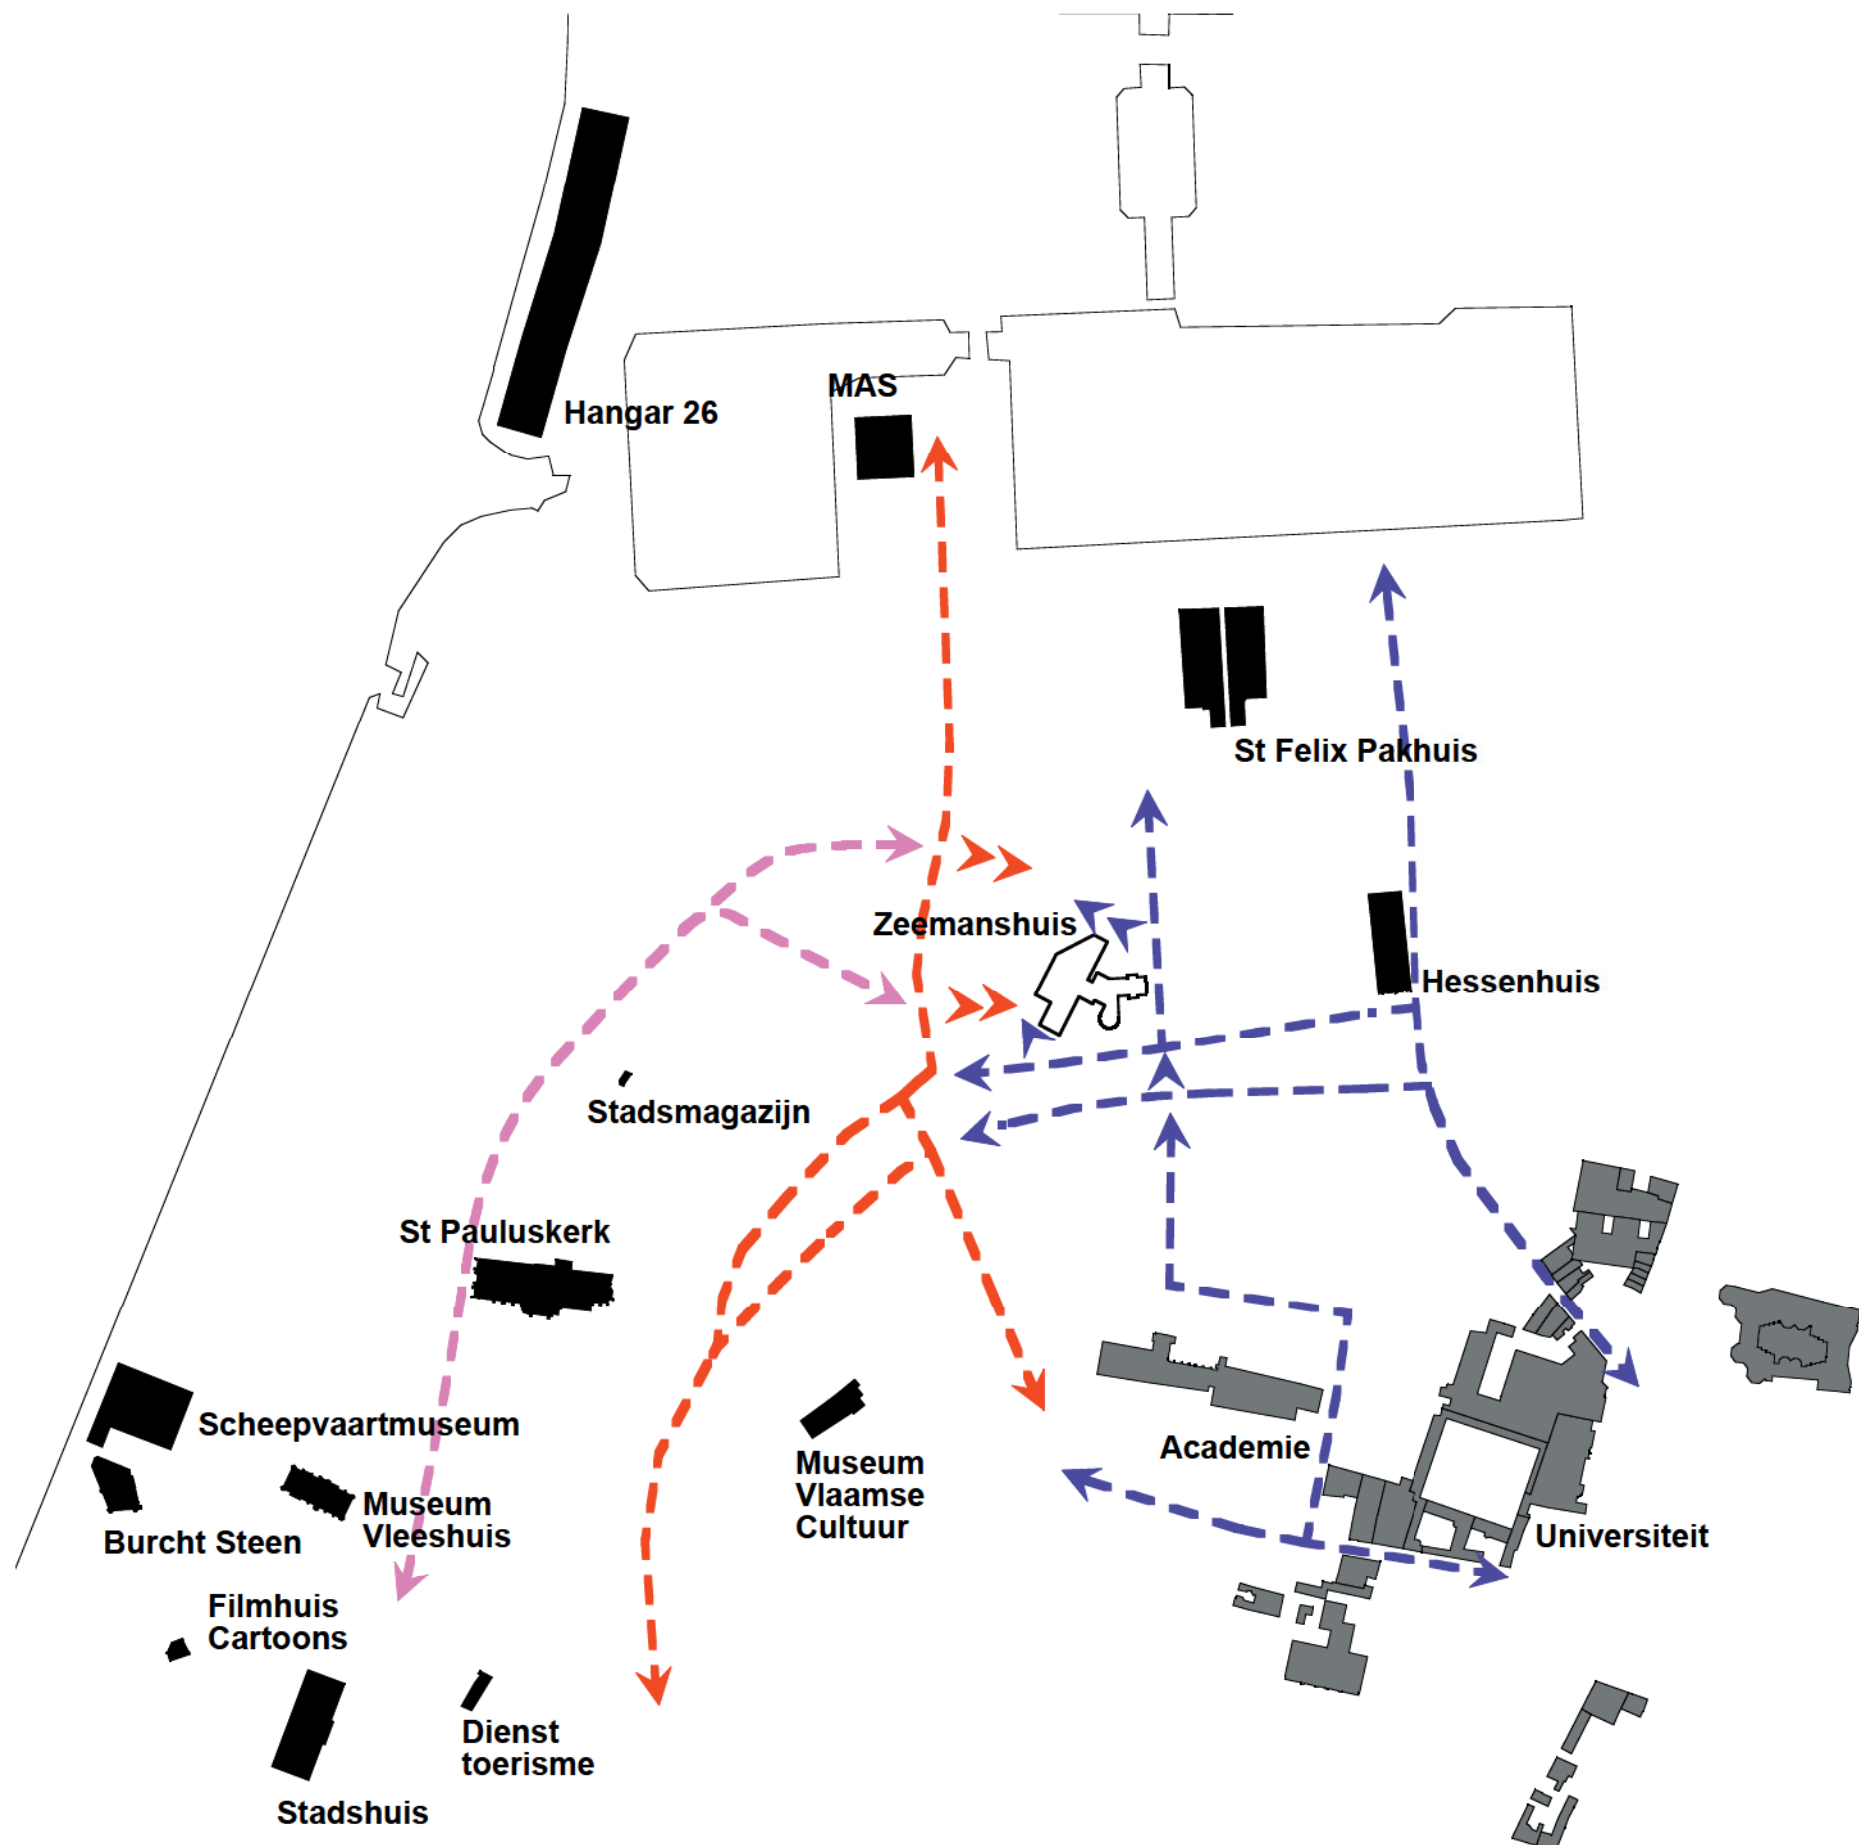 MAS
Hangar 26
St Felix Pakhuis
Zeemanshuis
Hessenhuis
Stadsmagazijn
St Pauluskerk
Scheepvaartmuseum
Academie
Museum
Vlaamse
Cultuur
Museum
Vleeshuis
Burcht Steen
Universiteit
Filmhuis
Cartoons
Dienst
toerisme
Stadshuis